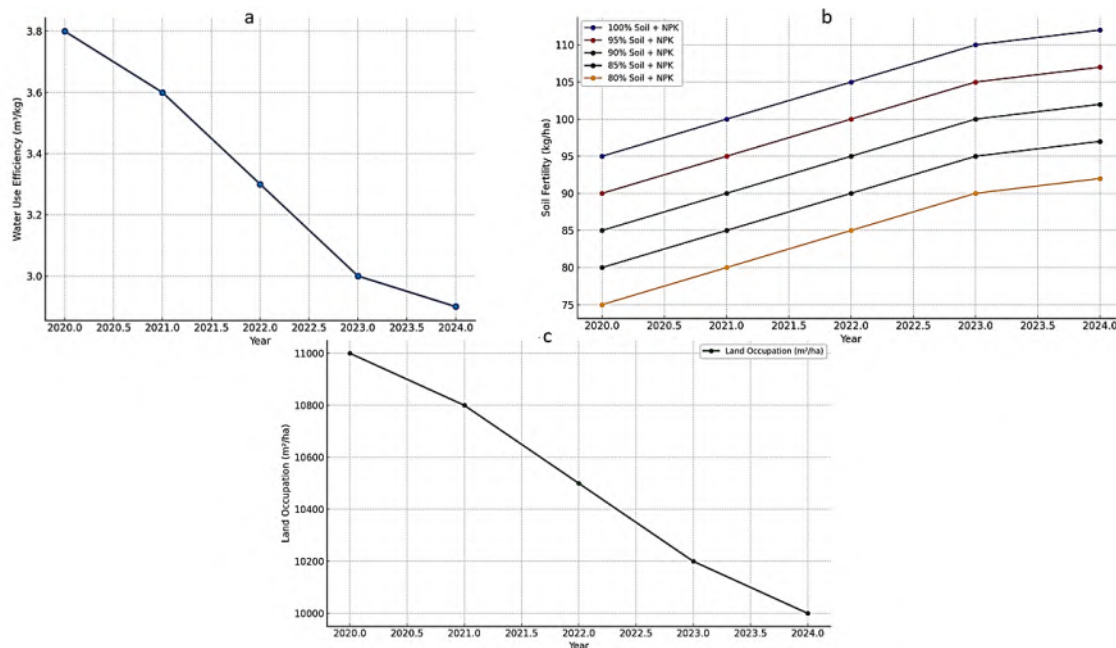 a
Water Use Efficiency (m³/kg)
3.8
3.6
3.4
3.2
3.0
2020.0 2020.5 2021.0 2021.5 2022.0 2022.5 2023.0 2023.5 2024.0
Year
b
100% Soil + NPK
95% Soil + NPK
90% Soil + NPK
85% Soil + NPK
80% Soil + NPK
Soil Fertility (kg/ha)
110
105
100
95
90
85
80
75
2020.0 2020.5 2021.0 2021.5 2022.0 2022.5 2023.0 2023.5 2024.0
Year
c
Land Occupation (m²/ha)
Land Occupation (m²/ha)
11000
10800
10600
10400
10200
10000
2020.0 2020.5 2021.0 2021.5 2022.0 2022.5 2023.0 2023.5 2024.0
Year